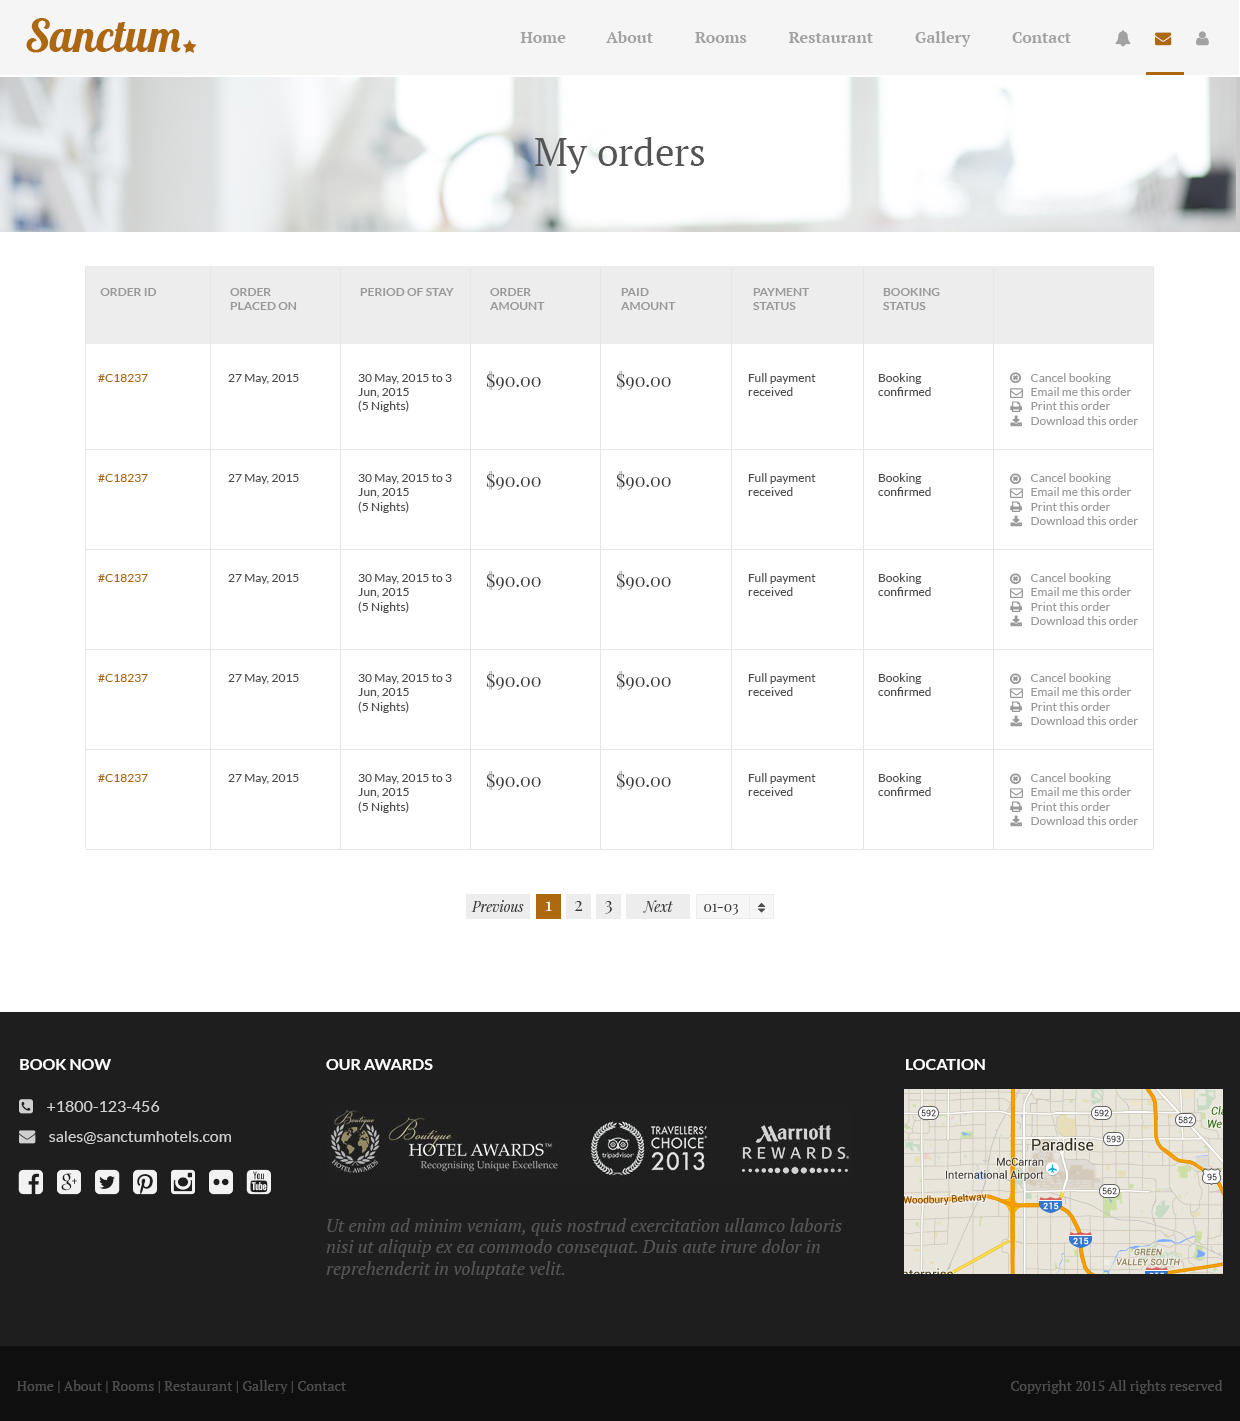 Sanctum
Home About Rooms Restaurant Gallery Contact
My orders
ORDER ID
ORDER
PLACED ON
PERIOD OF STAY
ORDER
AMOUNT
PAID
AMOUNT
PAYMENT
STATUS
BOOKING
STATUS
#C18237
27 May, 2015
30 May, 2015 to 3
Jun, 2015
(5 Nights)
$90.00
$90.00
Full payment
received
Booking
confirmed
Cancel booking
Email me this order
Print this order
Download this order
#C18237
27 May, 2015
30 May, 2015 to 3
Jun, 2015
(5 Nights)
$90.00
$90.00
Full payment
received
Booking
confirmed
Cancel booking
Email me this order
Print this order
Download this order
#C18237
27 May, 2015
30 May, 2015 to 3
Jun, 2015
(5 Nights)
$90.00
$90.00
Full payment
received
Booking
confirmed
Cancel booking
Email me this order
Print this order
Download this order
#C18237
27 May, 2015
30 May, 2015 to 3
Jun, 2015
(5 Nights)
$90.00
$90.00
Full payment
received
Booking
confirmed
Cancel booking
Email me this order
Print this order
Download this order
#C18237
27 May, 2015
30 May, 2015 to 3
Jun, 2015
(5 Nights)
$90.00
$90.00
Full payment
received
Booking
confirmed
Cancel booking
Email me this order
Print this order
Download this order
Previous 1 2 3 Next 01-03
BOOK NOW
+1800-123-456
sales@sanctumhotels.com
You
Tube
OUR AWARDS
Boutique
HOTEL AWARDS
Boutique
HOTEL AWARDS™
Recognising Unique Excellence
tripadvisor
TRAVELLERS'
CHOICE
2013
Marriott
REWARDS.
Ut enim ad minim veniam, quis nostrud exercitation ullamco laboris
nisi ut aliquip ex ea commodo consequat. Duis aute irure dolor in
reprehenderit in voluptate velit.
LOCATION
592
592
582
593
Paradise
McCarran
International Airport
95
562
Woodbury Beltway
215
215
GREEN
VALLEY SOUTH
Home | About | Rooms | Restaurant | Gallery | Contact
Copyright 2015 All rights reserved